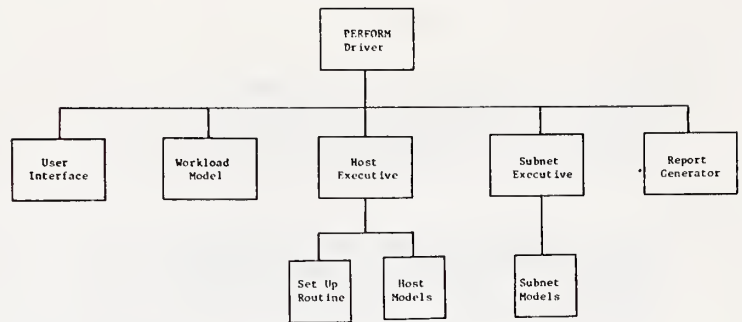 PERFORM
Driver
User
Interface
Workload
Model
Host
Executive
Subnet
Executive
Report
Generator
Set Up
Routine
Host
Models
Subnet
Models